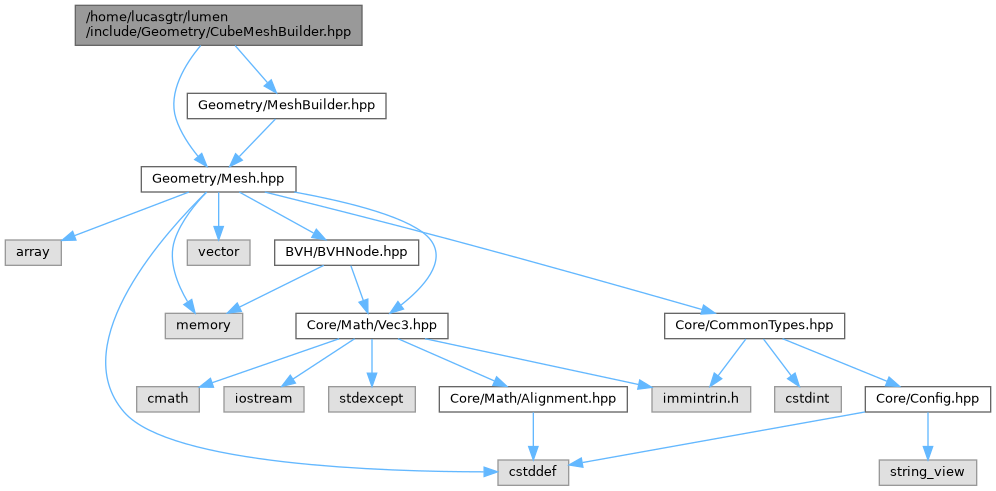 /home/lucasgtr/lumen
/include/Geometry/CubeMeshBuilder.hpp
Geometry/MeshBuilder.hpp
Geometry/Mesh.hpp
array
vector
BVH/BVHNode.hpp
memory
Core/Math/Vec3.hpp
Core/CommonTypes.hpp
cmath
iostream
stdexcept
Core/Math/Alignment.hpp
immintrin.h
cstdint
Core/Config.hpp
cstddef
string_view